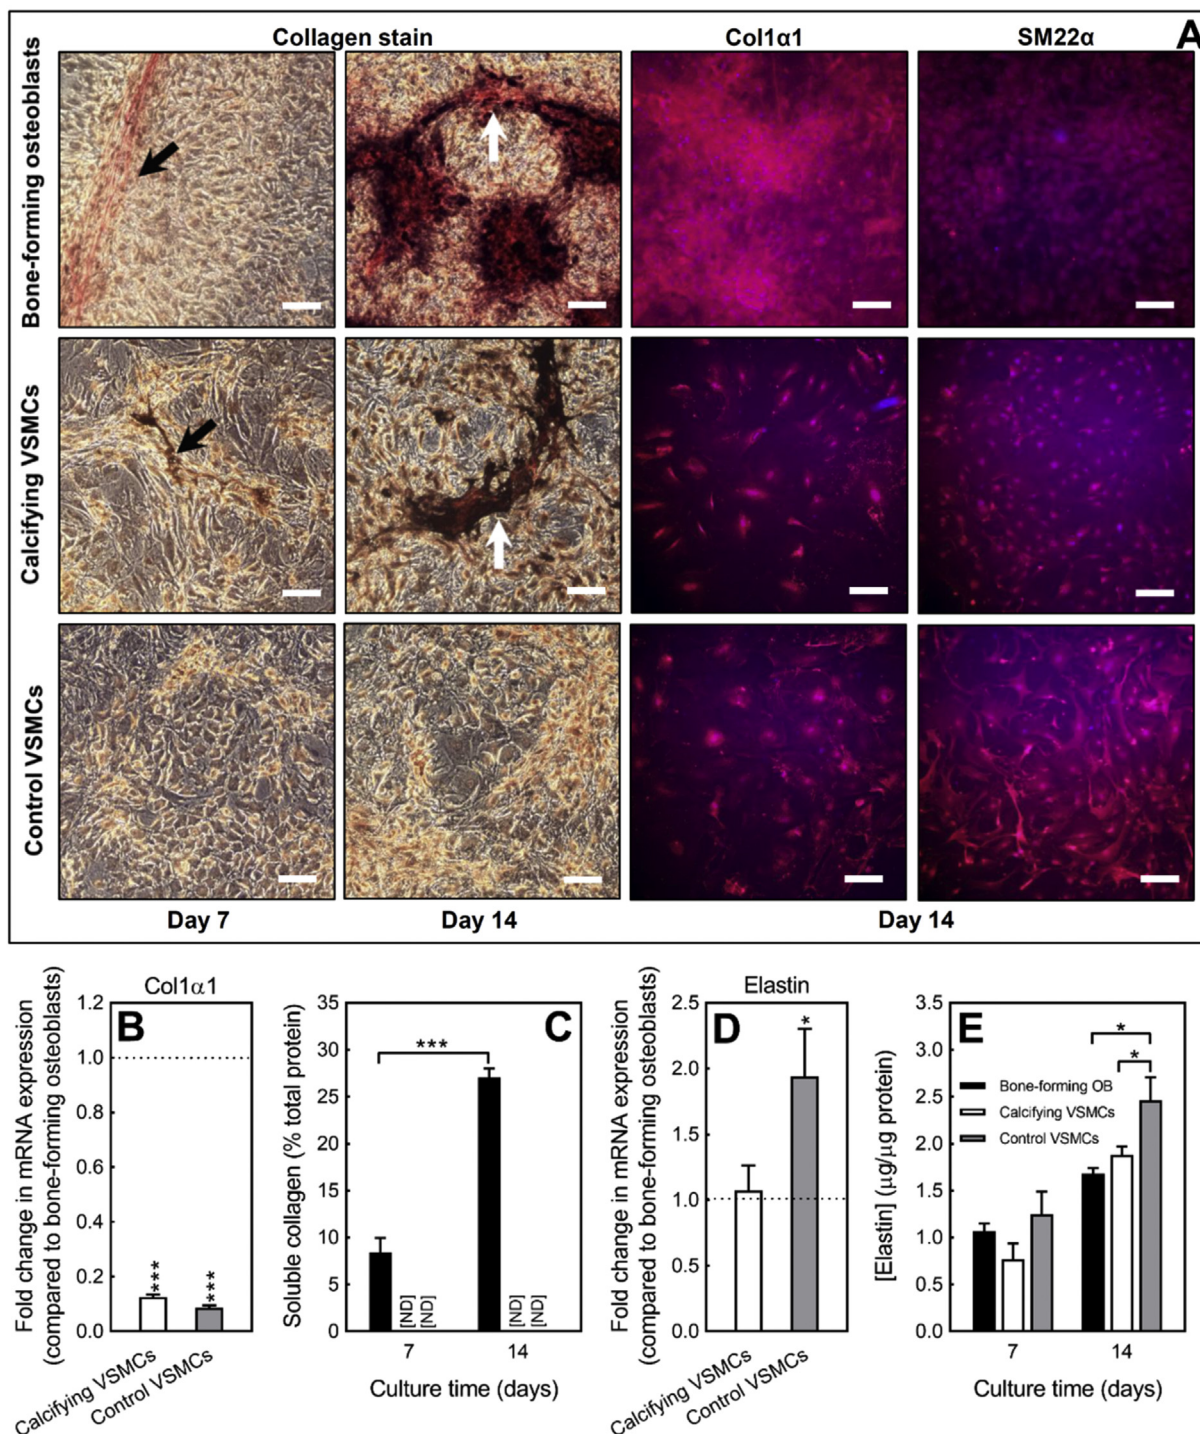 A
Collagen stain
Col1α1
SM22α
Bone-forming osteoblasts
Calcifying VSMCs
Control VSMCs
Day 7
Day 14
Day 14
B
Col1α1
Fold change in mRNA expression
(compared to bone-forming osteoblasts)
1.2
1.0
0.8
0.6
0.4
0.2
0.0
***
***
Calcifying VSMCs
Control VSMCs
C
Soluble collagen (% total protein)
35
30
25
20
15
10
5
0
***
[ND]
[ND]
[ND]
[ND]
7
14
Culture time (days)
D
Elastin
Fold change in mRNA expression
(compared to bone-forming osteoblasts)
2.5
2.0
1.5
1.0
0.5
0.0
*
Calcifying VSMCs
Control VSMCs
E
[Elastin] (µg/µg protein)
3.5
3.0
2.5
2.0
1.5
1.0
0.5
0.0
*
*
Bone-forming OB
Calcifying VSMCs
Control VSMCs
7
14
Culture time (days)